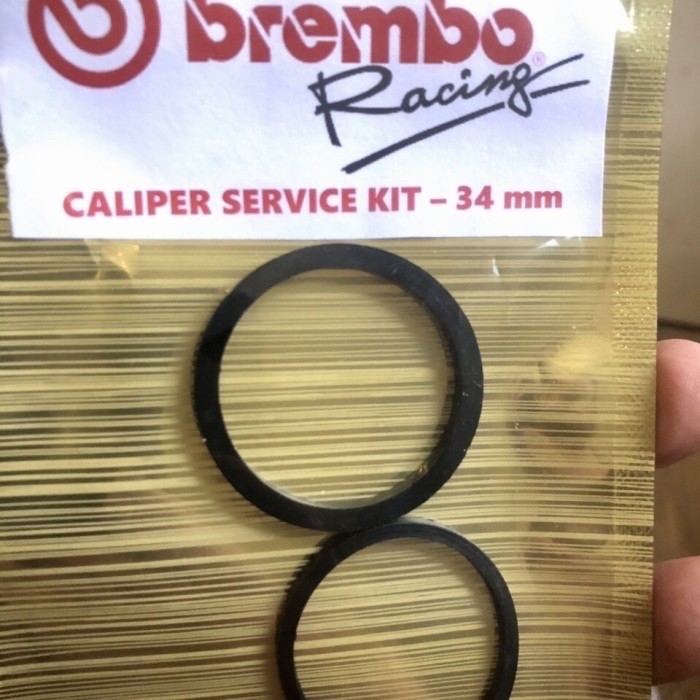 brembo®
Racing
CALIPER SERVICE KIT – 34 mm